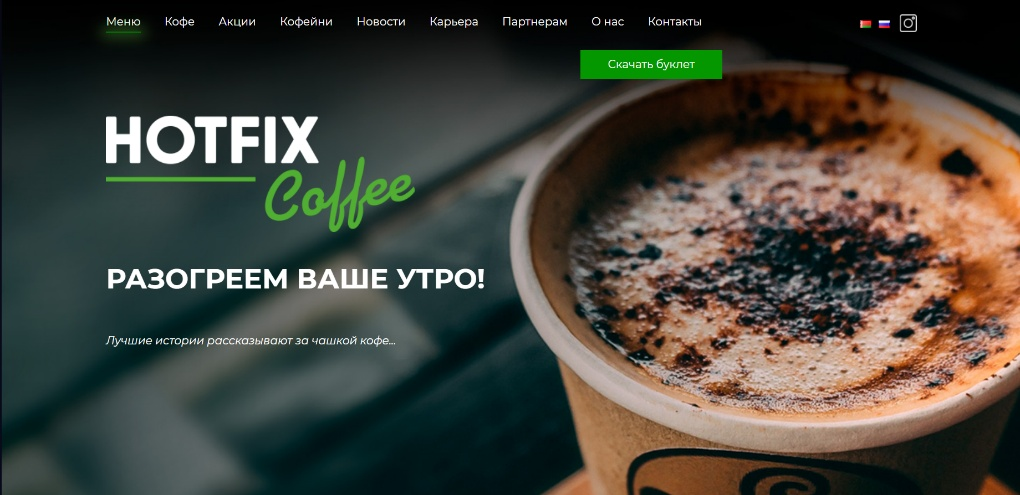 Меню Кофе Акции Кофейни Новости Карьера Партнерам О нас Контакты
Скачать буклет
HOTFIX
Coffee
РАЗОГРЕЕМ ВАШЕ УТРО!
Лучшие истории рассказывают за чашкой кофе...